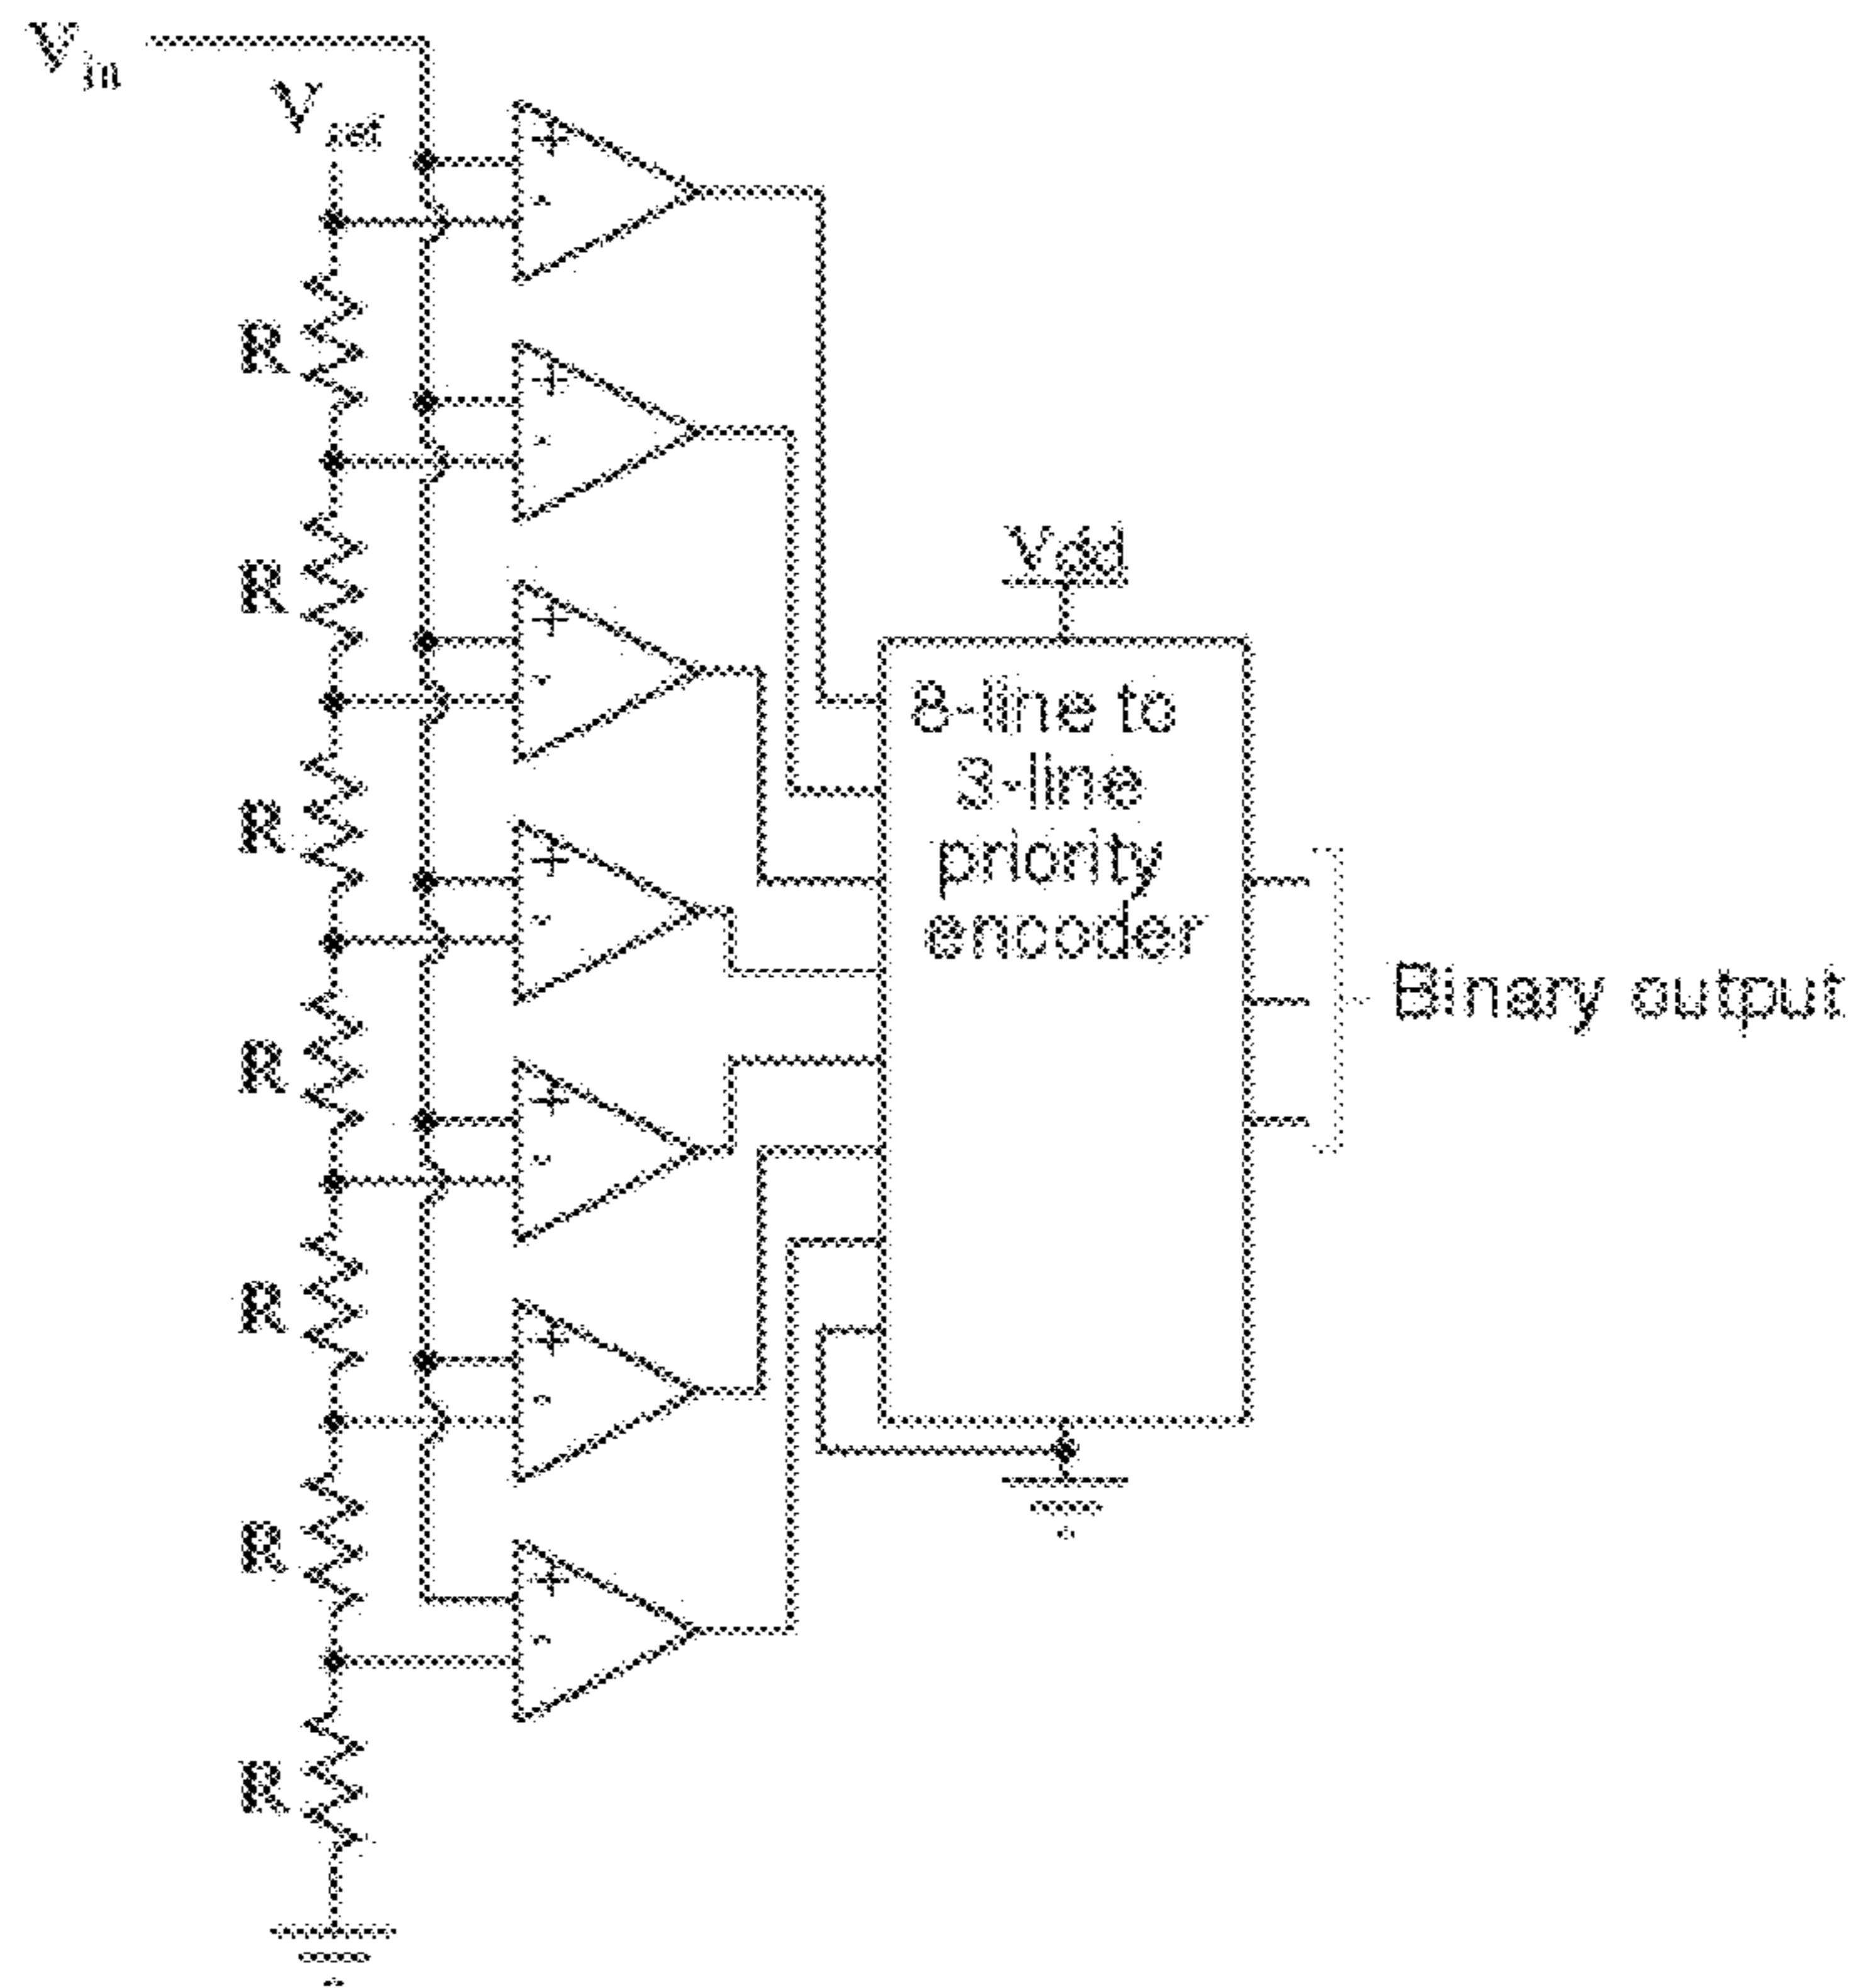 Vin
Vref
+
-
R
+
-
R
+
-
Vdd
8-line to
3-line
priority
encoder
R
+
-
Binary output
R
+
-
R
+
-
R
+
-
R